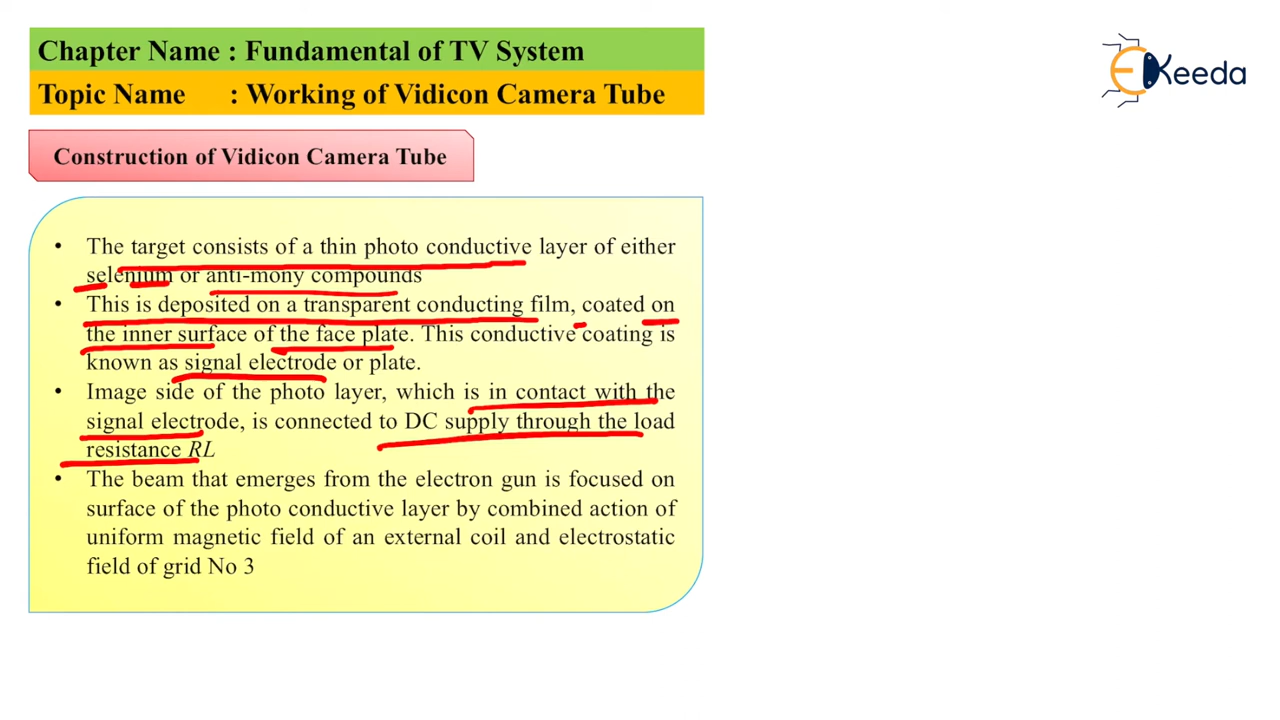 Chapter Name : Fundamental of TV System
Topic Name : Working of Vidicon Camera Tube
EKeeda
Construction of Vidicon Camera Tube
• The target consists of a thin photo conductive layer of either
selenium or anti-mony compounds
• This is deposited on a transparent conducting film, coated on
the inner surface of the face plate. This conductive coating is
known as signal electrode or plate.
• Image side of the photo layer, which is in contact with the
signal electrode, is connected to DC supply through the load
resistance RL
• The beam that emerges from the electron gun is focused on
surface of the photo conductive layer by combined action of
uniform magnetic field of an external coil and electrostatic
field of grid No 3